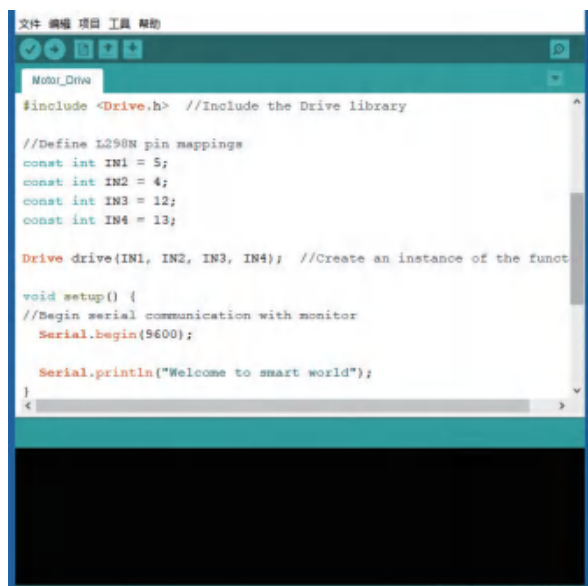 文件 编辑 项目 工具 帮助
Motor_Drive
#include <Drive.h>  //Include the Drive library
//Define L298N pin mappings
const int IN1 = 5;
const int IN2 = 4;
const int IN3 = 12;
const int IN4 = 13;
Drive drive(IN1, IN2, IN3, IN4);  //Create an instance of the funct
void setup() {
//Begin serial communication with monitor
  Serial.begin(9600);
  Serial.println("Welcome to smart world");
}